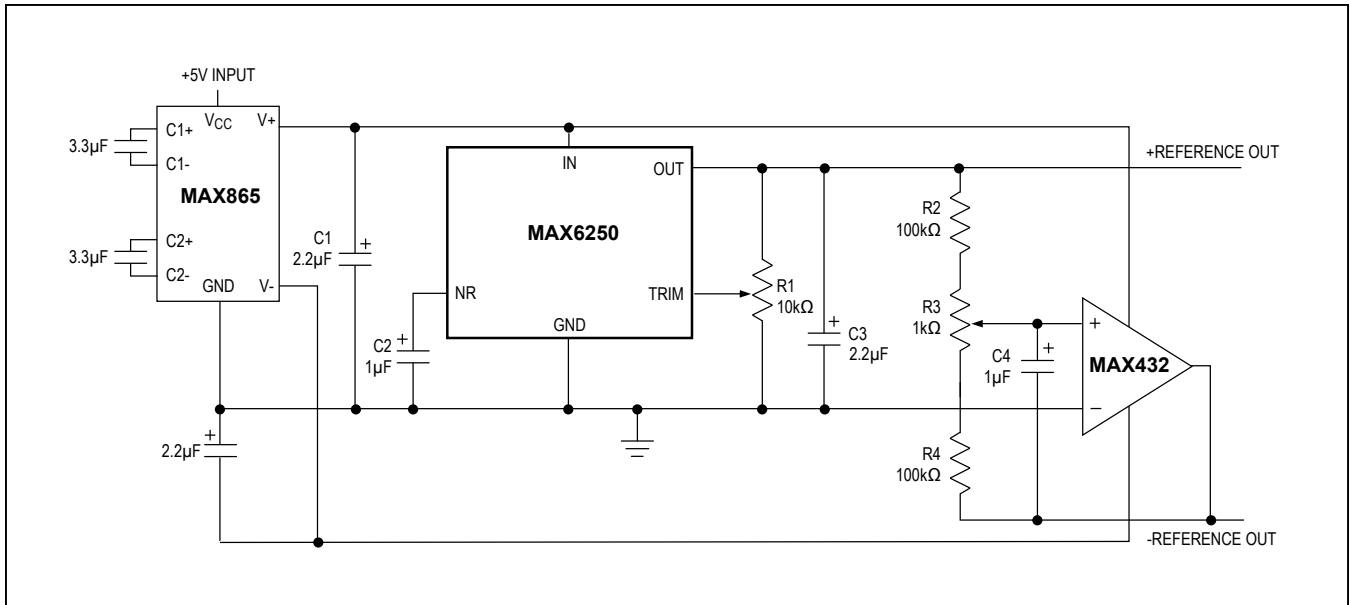 +5V INPUT
VCC
V+
C1+
C1-
3.3µF
MAX865
C2+
C2-
3.3µF
GND
V-
C1
2.2µF
+
IN
OUT
MAX6250
NR
TRIM
GND
C2
1µF
+
R1
10kΩ
C3
2.2µF
+
+REFERENCE OUT
R2
100kΩ
R3
1kΩ
C4
1µF
+
+
MAX432
−
R4
100kΩ
2.2µF
+
-REFERENCE OUT